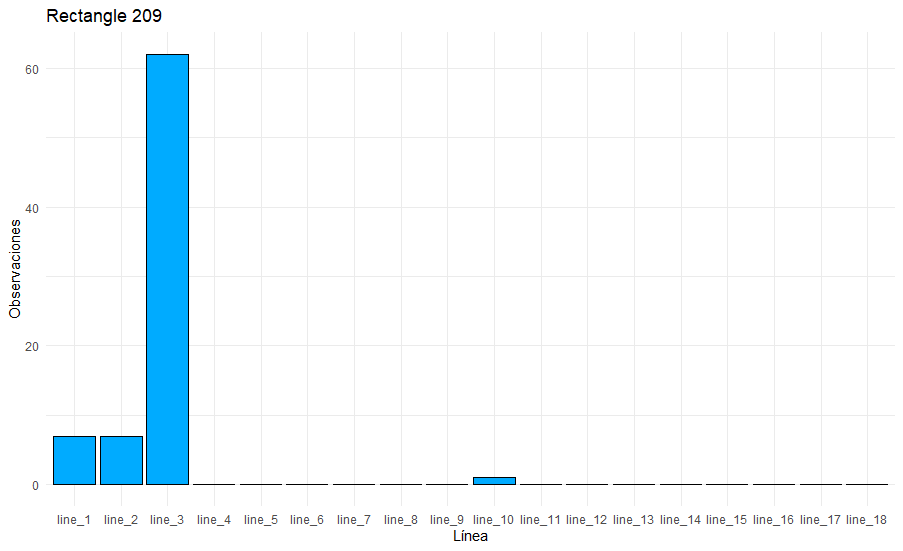 Rectangle 209
Observaciones
60
40
20
0
line_1 line_2 line_3 line_4 line_5 line_6 line_7 line_8 line_9 line_10 line_11 line_12 line_13 line_14 line_15 line_16 line_17 line_18
Línea